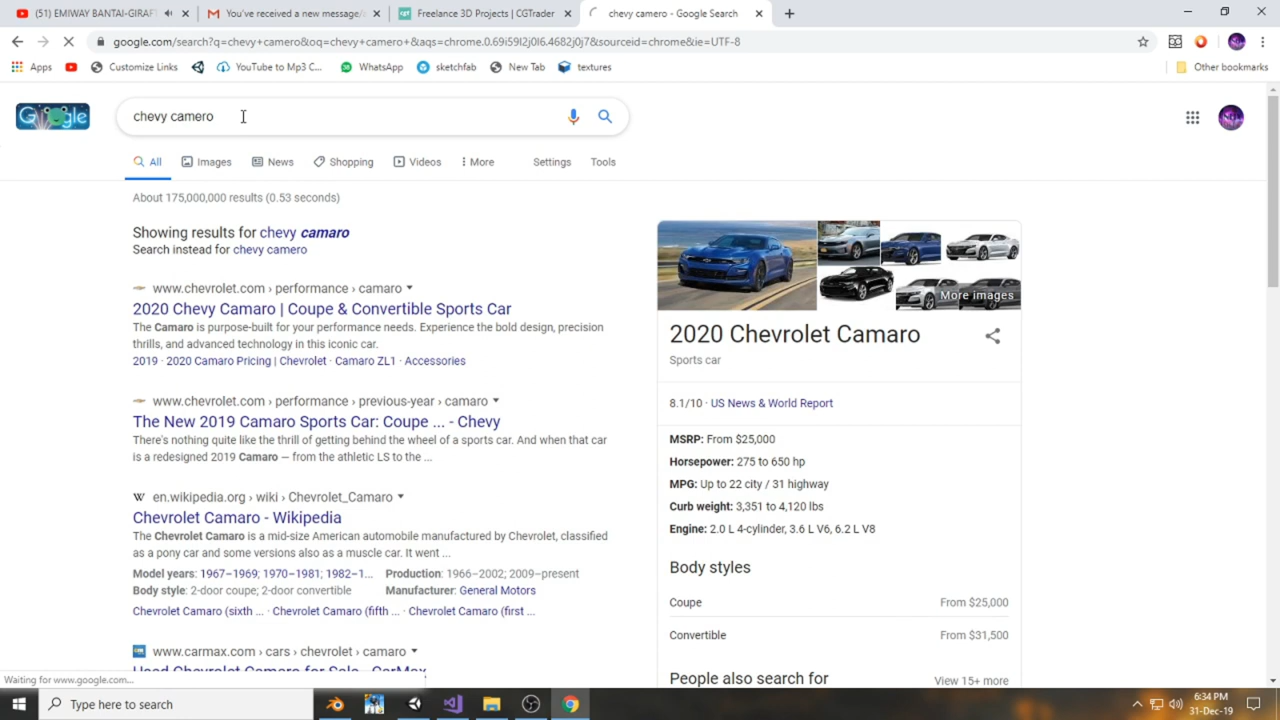 (51) EMIWAY BANTAI-GIRAF
You've received a new message/
Freelance 3D Projects | CGTrader
chevy camero - Google Search
google.com/search?q=chevy+camero&oq=chevy+camero+&aqs=chrome.0.69i59l2j0l6.4682j0j7&sourceid=chrome&ie=UTF-8
Apps
Customize Links
YouTube to Mp3 C...
WhatsApp
sketchfab
New Tab
textures
Other bookmarks
Google
chevy camero
All
Images
News
Shopping
Videos
More
Settings
Tools
About 175,000,000 results (0.53 seconds)
Showing results for chevy camaro
Search instead for chevy camero
www.chevrolet.com › performance › camaro
2020 Chevy Camaro | Coupe & Convertible Sports Car
The Camaro is purpose-built for your performance needs. Experience the bold design, precision
thrills, and advanced technology in this iconic car.
2019 · 2020 Camaro Pricing | Chevrolet · Camaro ZL1 · Accessories
www.chevrolet.com › performance › previous-year › camaro
The New 2019 Camaro Sports Car: Coupe ... - Chevy
There's nothing quite like the thrill of getting behind the wheel of a sports car. And when that car
is a redesigned 2019 Camaro — from the athletic LS to the ...
W en.wikipedia.org › wiki › Chevrolet_Camaro
Chevrolet Camaro - Wikipedia
The Chevrolet Camaro is a mid-size American automobile manufactured by Chevrolet, classified
as a pony car and some versions also as a muscle car. It went ...
Model years: 1967–1969; 1970–1981; 1982–1... Production: 1966–2002; 2009–present
Body style: 2-door coupe; 2-door convertible Manufacturer: General Motors
Chevrolet Camaro (sixth ... · Chevrolet Camaro (fifth ... · Chevrolet Camaro (first ...
www.carmax.com › cars › chevrolet › camaro
Used Chevrolet Camaro for Sale - CarMax
More images
2020 Chevrolet Camaro
Sports car
8.1/10 · US News & World Report
MSRP: From $25,000
Horsepower: 275 to 650 hp
MPG: Up to 22 city / 31 highway
Curb weight: 3,351 to 4,120 lbs
Engine: 2.0 L 4-cylinder, 3.6 L V6, 6.2 L V8
Body styles
Coupe From $25,000
Convertible From $31,500
People also search for View 15+ more
Waiting for www.google.com...
Type here to search
6:34 PM
31-Dec-19